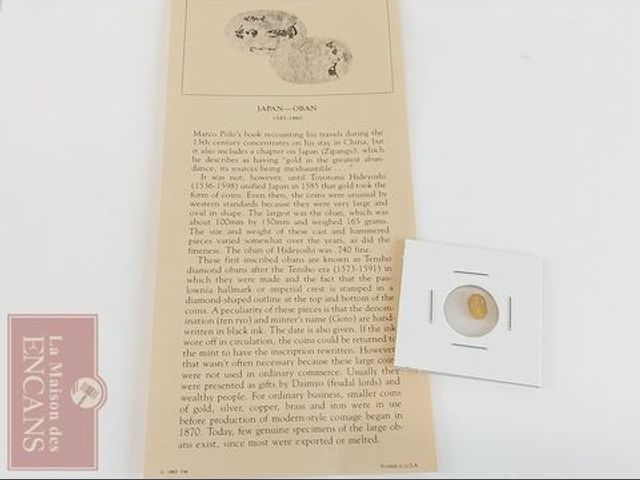 JAPAN—OBAN
1585-1860
Marco Polo's book recounting his travels during the
13th century concentrates on his stay in China, but
it also includes a chapter on Japan (Zipangu), which
he describes as having "gold in the greatest abun-
dance, its sources being inexhaustible . . ."
It was not, however, until Toyotomi Hideyoshi
(1536-1598) unified Japan in 1585 that gold took the
form of coins. Even then, the coins were unusual by
western standards because they were very large and
oval in shape. The largest was the oban, which was
about 100mm by 150mm and weighed 165 grams.
The size and weight of these cast and hammered
pieces varied somewhat over the years, as did the
fineness. The oban of Hideyoshi was .740 fine.
These first inscribed obans are known as Tensho
diamond obans after the Tensho era (1573-1591) in
which they were made and the fact that the pau-
lownia hallmark or imperial crest is stamped in a
diamond-shaped outline at the top and bottom of the
coins. A peculiarity of these pieces is that the denom-
ination (ten ryo) and minter's name (Goto) are hand-
written in black ink. The date is also given. If the ink
wore off in circulation, the coins could be returned to
the mint to have the inscription rewritten. However
that wasn't often necessary because these large coins
were not used in ordinary commerce. Usually they
were presented as gifts by Daimyo (feudal lords) and
wealthy people. For ordinary business, smaller coins
of gold, silver, copper, brass and iron were in use
before production of modern-style coinage began in
1870. Today, few genuine specimens of the large ob-
ans exist, since most were exported or melted.
Printed in U.S.A.
La Maison des
ENCANS